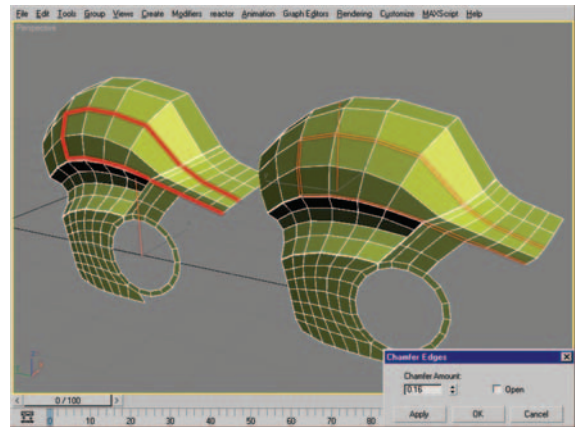 File Edit Tools Group Views Create Modifiers reactor Animation Graph Editors Rendering Customize MAXScript Help
Perspective
Chamfer Edges
Chamfer Amount:
0.16
Open
Apply OK Cancel
0 / 100
0 10 20 30 40 50 60 70 80